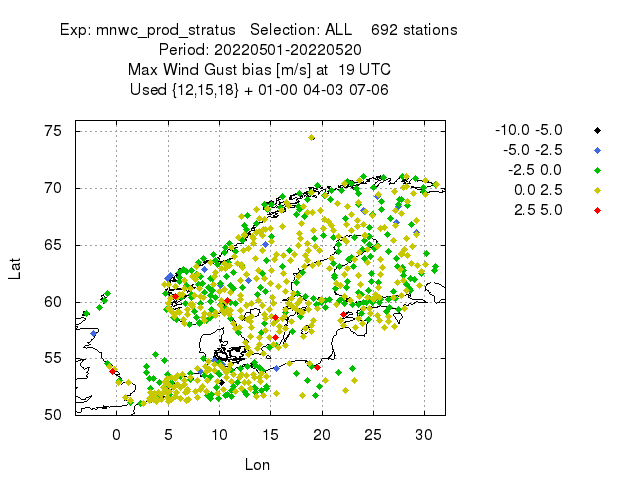 Exp: mnwc_prod_stratus   Selection: ALL    692 stations
Period: 20220501-20220520
Max Wind Gust bias [m/s] at  19 UTC
Used {12,15,18} + 01-00 04-03 07-06
-10.0 -5.0
-5.0 -2.5
-2.5 0.0
0.0 2.5
2.5 5.0
75
70
65
60
55
50
Lat
0 5 10 15 20 25 30
Lon